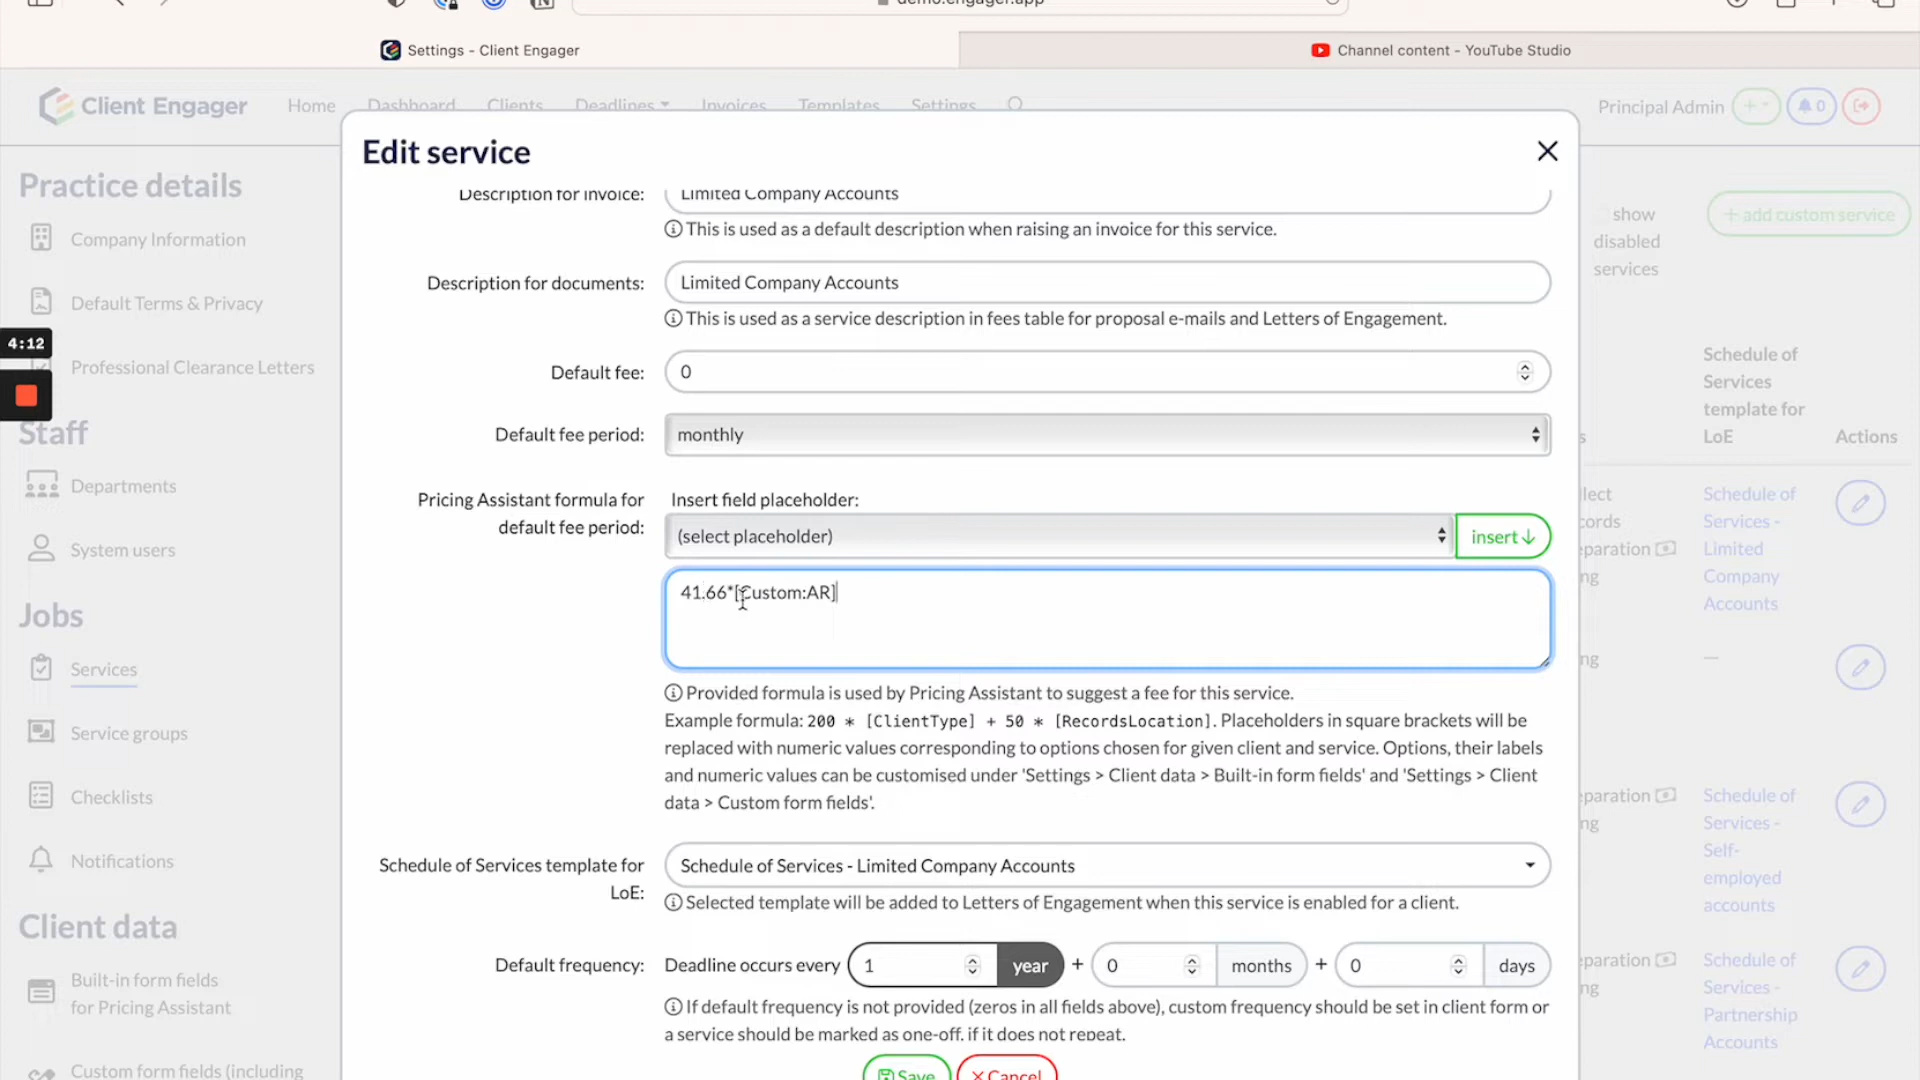 demo.engager.app
Settings - Client Engager
Channel content - YouTube Studio
Client Engager
Home
Dashboard
Clients
Deadlines
Invoices
Templates
Settings
Principal Admin
0
Edit service
Practice details
Company Information
Default Terms & Privacy
4:12
Professional Clearance Letters
Staff
Departments
System users
Jobs
Services
Service groups
Checklists
Notifications
Client data
Built-in form fields
for Pricing Assistant
Custom form fields (including
Description for invoice:
Limited Company Accounts
This is used as a default description when raising an invoice for this service.
Description for documents:
Limited Company Accounts
This is used as a service description in fees table for proposal e-mails and Letters of Engagement.
Default fee:
0
Default fee period:
monthly
Pricing Assistant formula for
default fee period:
Insert field placeholder:
(select placeholder)
insert↓
41.66*[Custom:AR]
Provided formula is used by Pricing Assistant to suggest a fee for this service.
Example formula: 200 * [ClientType] + 50 * [RecordsLocation]. Placeholders in square brackets will be
replaced with numeric values corresponding to options chosen for given client and service. Options, their labels
and numeric values can be customised under 'Settings > Client data > Built-in form fields' and 'Settings > Client
data > Custom form fields'.
Schedule of Services template for
LoE:
Schedule of Services - Limited Company Accounts
Selected template will be added to Letters of Engagement when this service is enabled for a client.
Default frequency:
Deadline occurs every 1 year + 0 months + 0 days
If default frequency is not provided (zeros in all fields above), custom frequency should be set in client form or
a service should be marked as one-off, if it does not repeat.
Save
Cancel
show
disabled
services
+ add custom service
Schedule of
Services
template for
LoE
Actions
Schedule of
Services -
Limited
Company
Accounts
—
Schedule of
Services -
Self-
employed
accounts
Schedule of
Services -
Partnership
Accounts